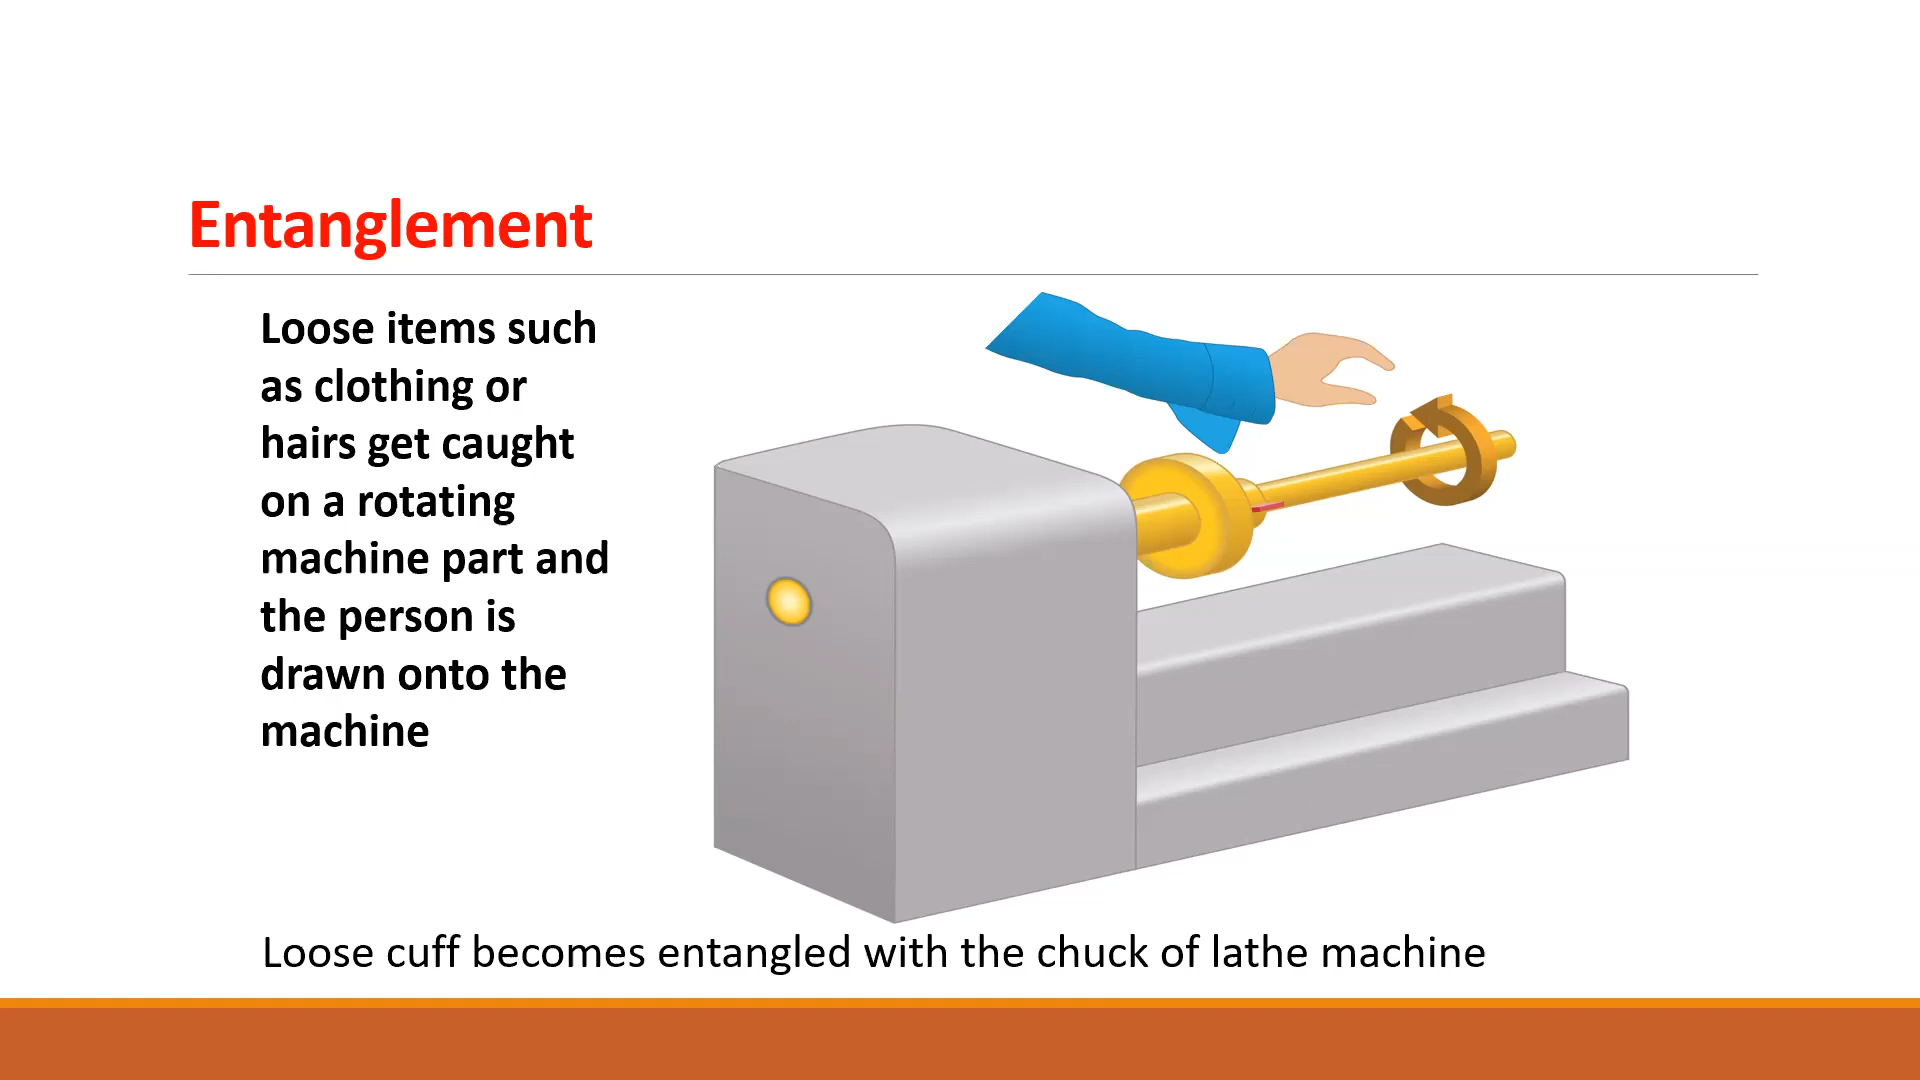 Entanglement
Loose items such
as clothing or
hairs get caught
on a rotating
machine part and
the person is
drawn onto the
machine
Loose cuff becomes entangled with the chuck of lathe machine